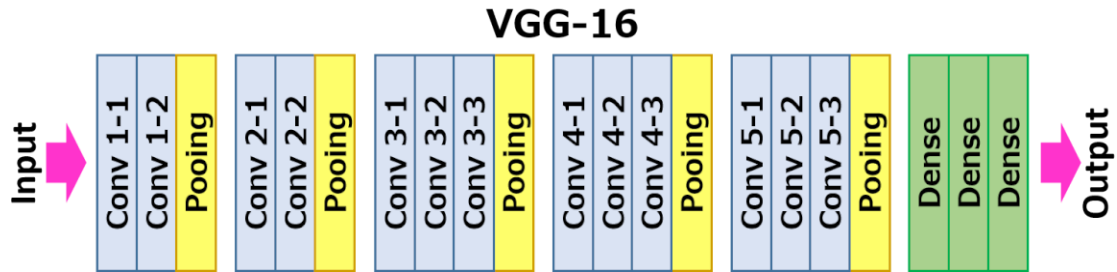 VGG-16
Input
Conv 1-1
Conv 1-2
Pooing
Conv 2-1
Conv 2-2
Pooing
Conv 3-1
Conv 3-2
Conv 3-3
Pooing
Conv 4-1
Conv 4-2
Conv 4-3
Pooing
Conv 5-1
Conv 5-2
Conv 5-3
Pooing
Dense
Dense
Dense
Output